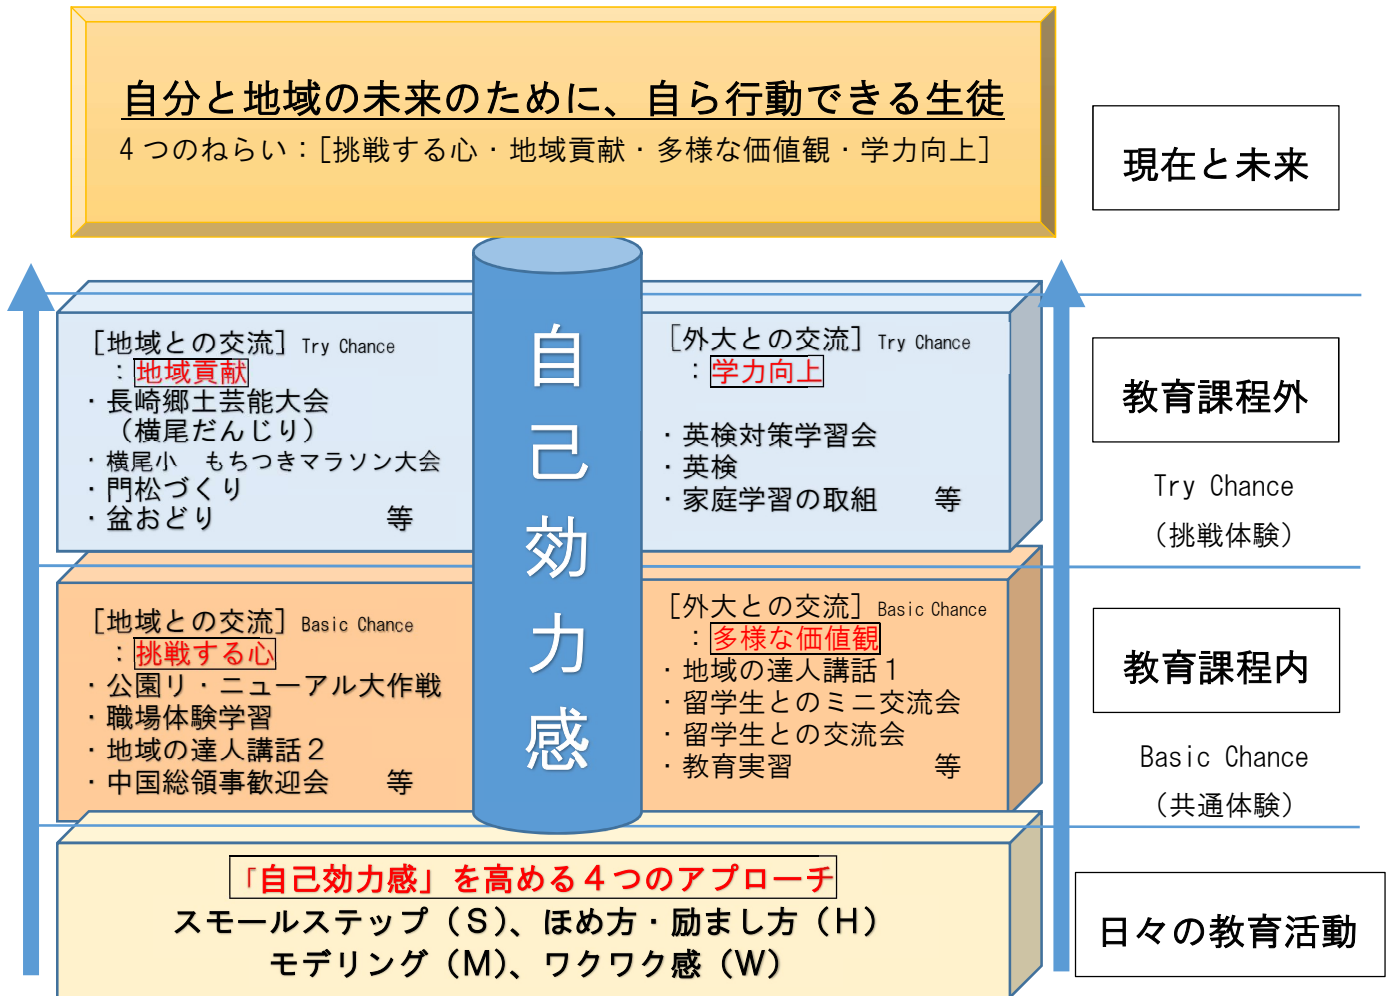 自分と地域の未来のために、自ら行動できる生徒
４つのねらい：［挑戦する心・地域貢献・多様な価値観・学力向上］
現在と未来
［地域との交流］Try Chance
：地域貢献
・長崎郷土芸能大会
（横尾だんじり）
・横尾小　もちつきマラソン大会
・門松づくり
・盆おどり　等
自己効力感
［外大との交流］Try Chance
：学力向上
・英検対策学習会
・英検
・家庭学習の取組　等
教育課程外
Try Chance
（挑戦体験）
［地域との交流］Basic Chance
：挑戦する心
・公園リ・ニューアル大作戦
・職場体験学習
・地域の達人講話２
・中国総領事歓迎会　等
［外大との交流］Basic Chance
：多様な価値観
・地域の達人講話１
・留学生とのミニ交流会
・留学生との交流会
・教育実習　等
教育課程内
Basic Chance
（共通体験）
「自己効力感」を高める４つのアプローチ
スモールステップ（Ｓ）、ほめ方・励まし方（Ｈ）
モデリング（Ｍ）、ワクワク感（Ｗ）
日々の教育活動